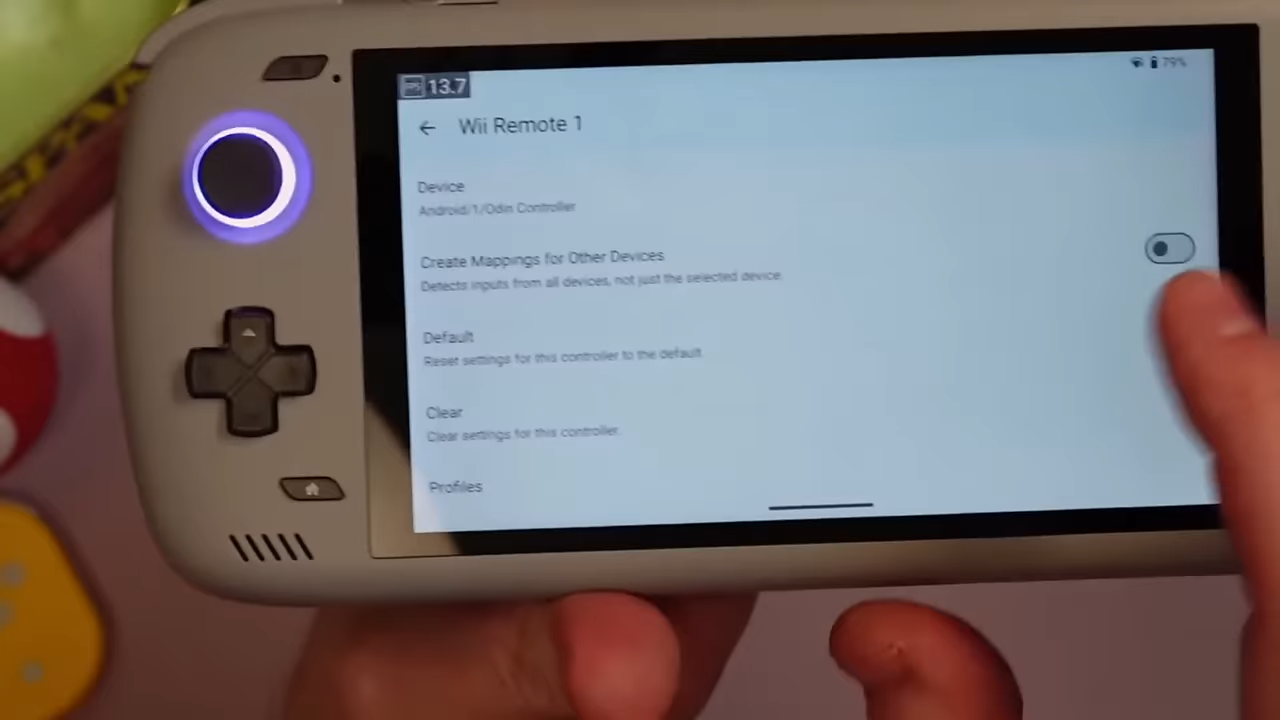 FPS 13.7
79%
Wii Remote 1
Device
Android/1/Odin Controller
Create Mappings for Other Devices
Detects inputs from all devices, not just the selected device.
Default
Reset settings for this controller to the default.
Clear
Clear settings for this controller.
Profiles